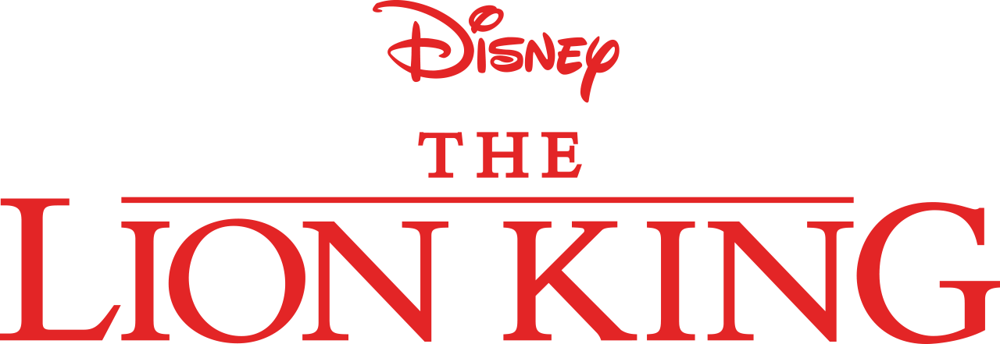 Disney
THE
LION KING